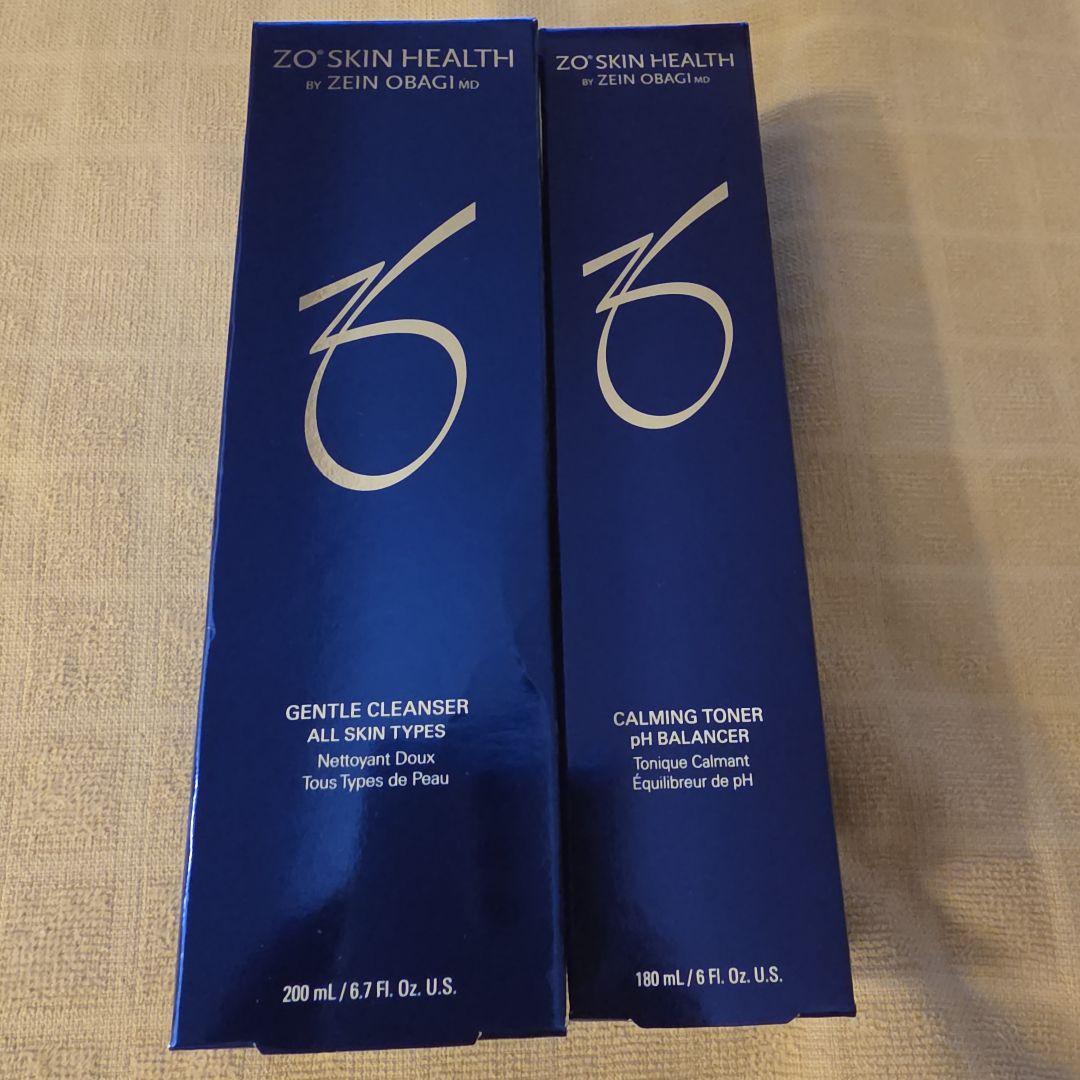 ZO® SKIN HEALTH
BY ZEIN OBAGI MD
GENTLE CLEANSER
ALL SKIN TYPES
Nettoyant Doux
Tous Types de Peau
200 mL / 6.7 Fl. Oz. U.S.
ZO® SKIN HEALTH
BY ZEIN OBAGI MD
CALMING TONER
pH BALANCER
Tonique Calmant
Équilibreur de pH
180 mL / 6 Fl. Oz. U.S.